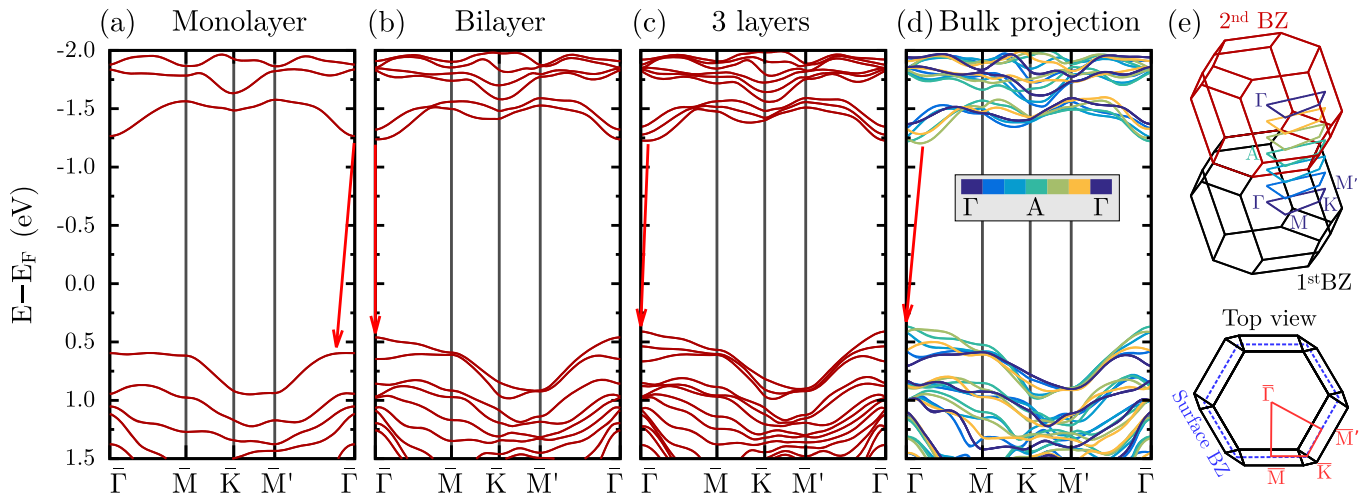 (a) Monolayer
(b) Bilayer
(c) 3 layers
(d) Bulk projection
(e)
E−E_F (eV)
-2.0
-1.5
-1.0
-0.5
0.0
0.5
1.0
1.5
Γ̄ M̄ K̄ M̄' Γ̄
Γ̄ M̄ K̄ M̄' Γ̄
Γ̄ M̄ K̄ M̄' Γ̄
Γ̄ M̄ K̄ M̄' Γ̄
Γ A Γ
2nd BZ
Γ
A
M′
Γ
K
M
1stBZ
Top view
Surface BZ
Γ̄
M̄′
M̄
K̄